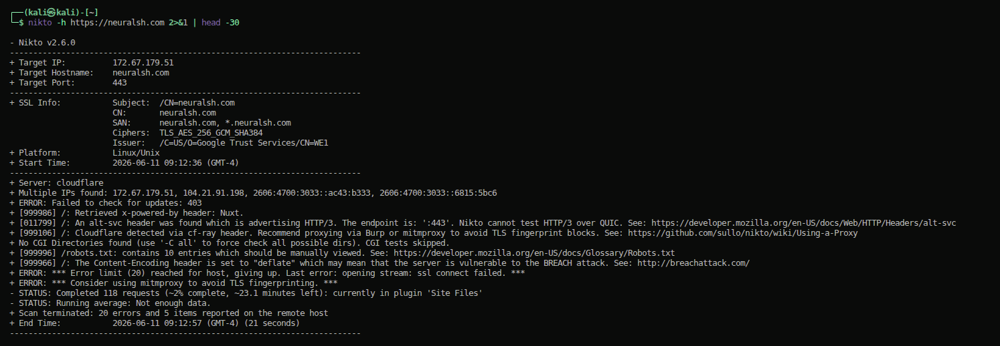 ┌──(kali㉿kali)-[~]
└─$ nikto -h https://neuralsh.com 2>&1 | head -30
- Nikto v2.6.0
---------------------------------------------------------------------------
+ Target IP:          172.67.179.51
+ Target Hostname:    neuralsh.com
+ Target Port:        443
---------------------------------------------------------------------------
+ SSL Info:           Subject:  /CN=neuralsh.com
                      CN:       neuralsh.com
                      SAN:      neuralsh.com, *.neuralsh.com
                      Ciphers:  TLS_AES_256_GCM_SHA384
                      Issuer:   /C=US/O=Google Trust Services/CN=WE1
+ Platform:           Linux/Unix
+ Start Time:         2026-06-11 09:12:36 (GMT-4)
---------------------------------------------------------------------------
+ Server: cloudflare
+ Multiple IPs found: 172.67.179.51, 104.21.91.198, 2606:4700:3033::ac43:b333, 2606:4700:3033::6815:5bc6
+ ERROR: Failed to check for updates: 403
+ [999986] /: Retrieved x-powered-by header: Nuxt.
+ [011799] /: An alt-svc header was found which is advertising HTTP/3. The endpoint is: ':443'. Nikto cannot test HTTP/3 over QUIC. See: https://developer.mozilla.org/en-US/docs/Web/HTTP/Headers/alt-svc
+ [999106] /: Cloudflare detected via cf-ray header. Recommend proxying via Burp or mitmproxy to avoid TLS fingerprint blocks. See: https://github.com/sullo/nikto/wiki/Using-a-Proxy
+ No CGI Directories found (use '-C all' to force check all possible dirs). CGI tests skipped.
+ [999996] /robots.txt: contains 10 entries which should be manually viewed. See: https://developer.mozilla.org/en-US/docs/Glossary/Robots.txt
+ [999966] /: The Content-Encoding header is set to "deflate" which may mean that the server is vulnerable to the BREACH attack. See: http://breachattack.com/
+ ERROR: *** Error limit (20) reached for host, giving up. Last error: opening stream: ssl connect failed. ***
+ ERROR: *** Consider using mitmproxy to avoid TLS fingerprinting. ***
- STATUS: Completed 118 requests (~2% complete, ~23.1 minutes left): currently in plugin 'Site Files'
- STATUS: Running average: Not enough data.
+ Scan terminated: 20 errors and 5 items reported on the remote host
+ End Time:           2026-06-11 09:12:57 (GMT-4) (21 seconds)
---------------------------------------------------------------------------